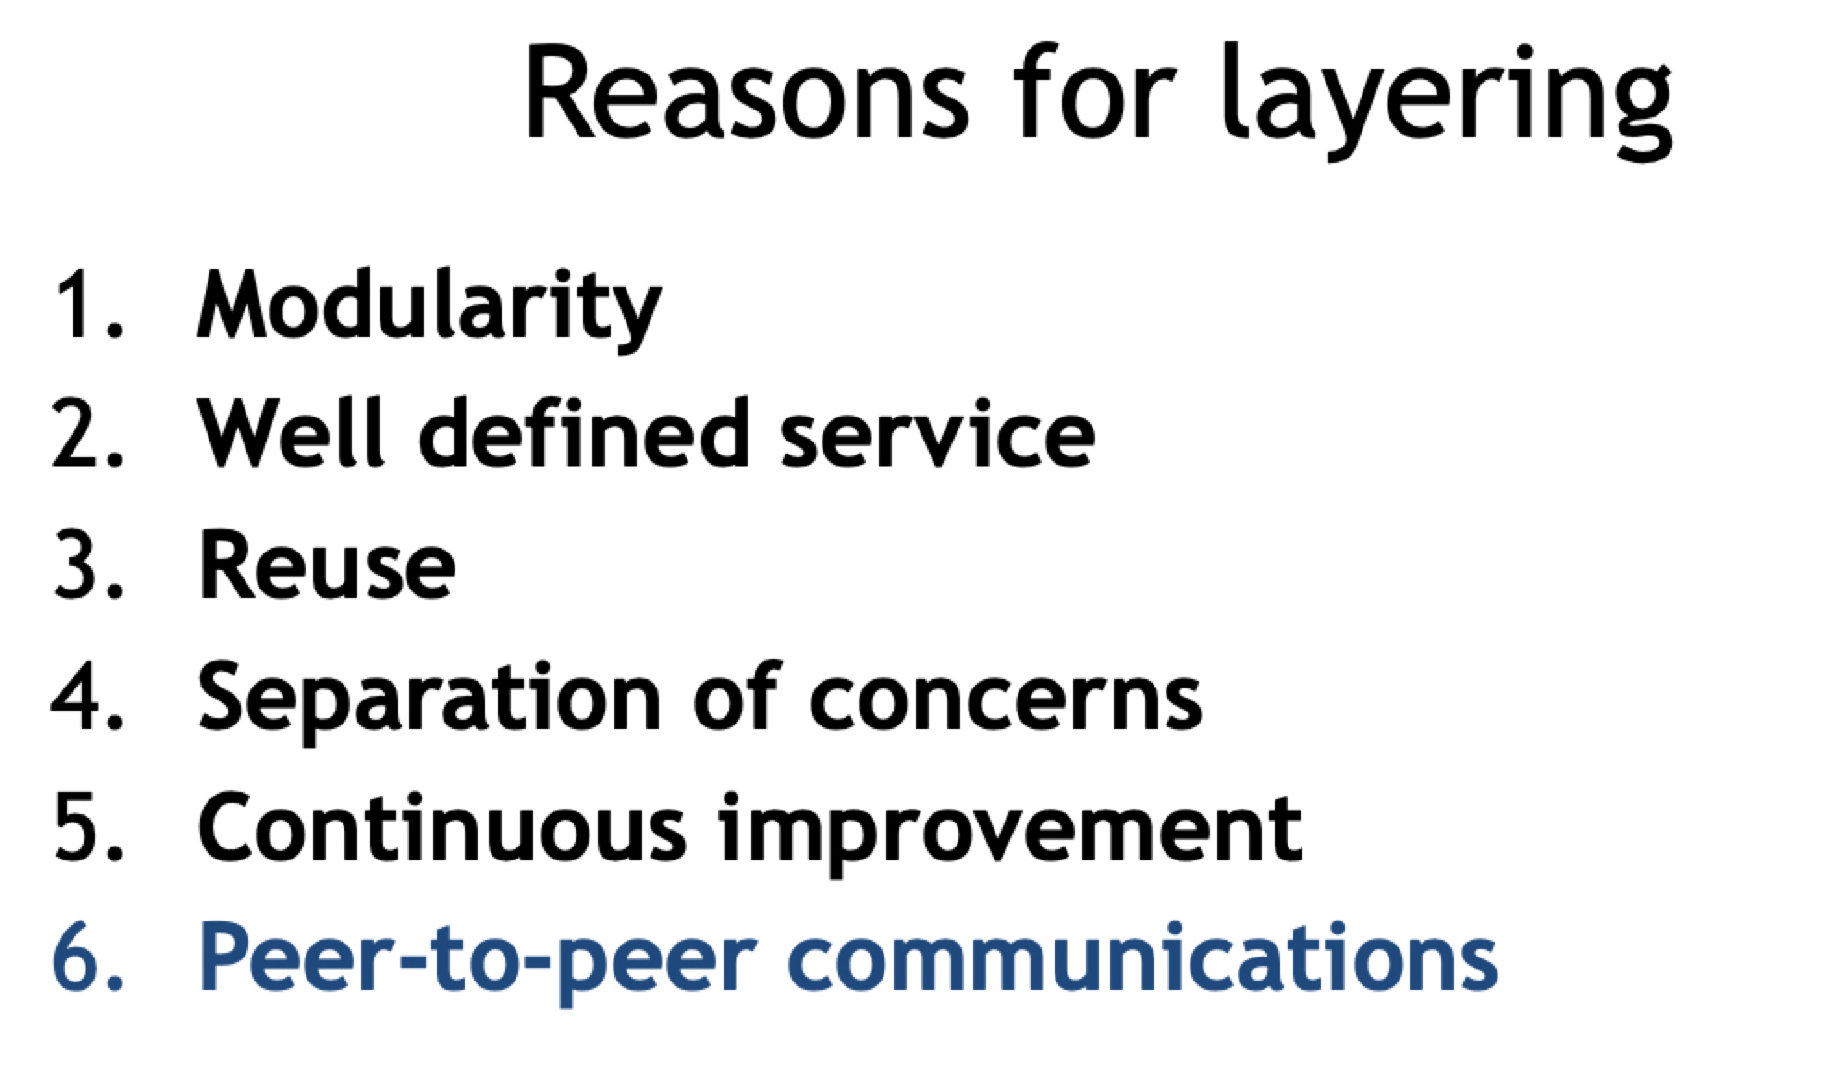 Reasons for layering
1. Modularity
2. Well defined service
3. Reuse
4. Separation of concerns
5. Continuous improvement
6. Peer-to-peer communications